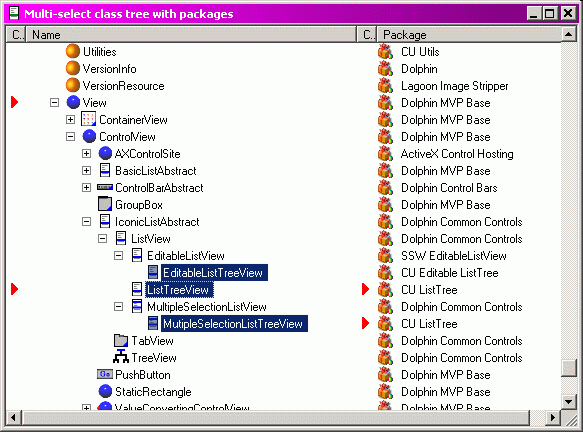 Multi-select class tree with packages
C. Name C. Package
Utilities CU Utils
VersionInfo Dolphin
VersionResource Lagoon Image Stripper
View Dolphin MVP Base
ContainerView Dolphin MVP Base
ControlView Dolphin MVP Base
AXControlSite ActiveX Control Hosting
BasicListAbstract Dolphin MVP Base
ControlBarAbstract Dolphin Control Bars
GroupBox Dolphin MVP Base
IconicListAbstract Dolphin Common Controls
ListView Dolphin Common Controls
EditableListView SSW EditableListView
EditableListTreeView CU Editable ListTree
ListTreeView CU ListTree
MultipleSelectionListView Dolphin Common Controls
MutipleSelectionListTreeView CU ListTree
TabView Dolphin Common Controls
TreeView Dolphin Common Controls
PushButton Dolphin MVP Base
StaticRectangle Dolphin MVP Base
ValueConvertingControlView Dolphin MVP Base